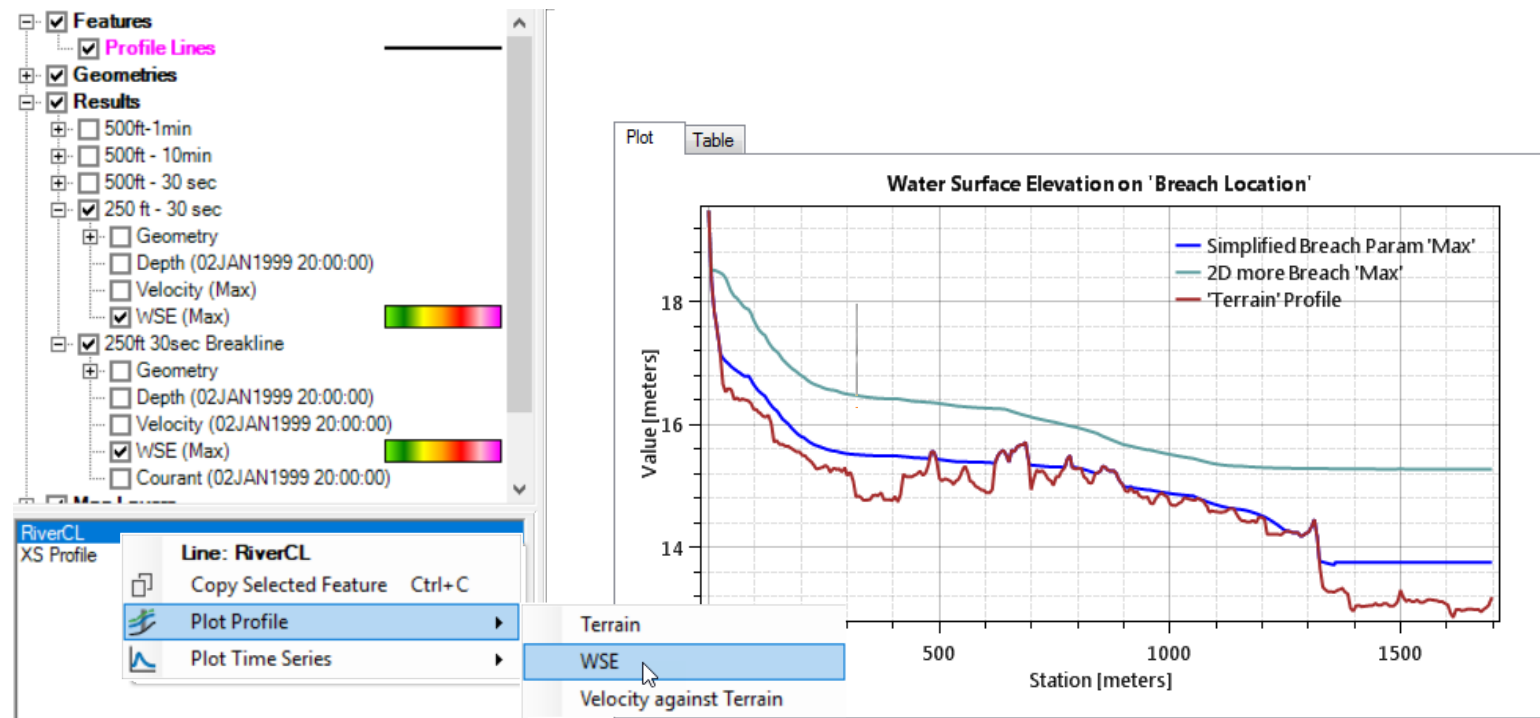 Features
Profile Lines
Geometries
Results
500ft-1min
500ft - 10min
500ft - 30 sec
250 ft - 30 sec
Geometry
Depth (02JAN1999 20:00:00)
Velocity (Max)
WSE (Max)
250ft 30sec Breakline
Geometry
Depth (02JAN1999 20:00:00)
Velocity (02JAN1999 20:00:00)
WSE (Max)
Courant (02JAN1999 20:00:00)
RiverCL
XS Profile
Line: RiverCL
Copy Selected Feature Ctrl+C
Plot Profile
Plot Time Series
Terrain
WSE
Velocity against Terrain
Plot
Table
Water Surface Elevation on 'Breach Location'
Simplified Breach Param 'Max'
2D more Breach 'Max'
'Terrain' Profile
Value [meters]
18
16
14
500
1000
1500
Station [meters]